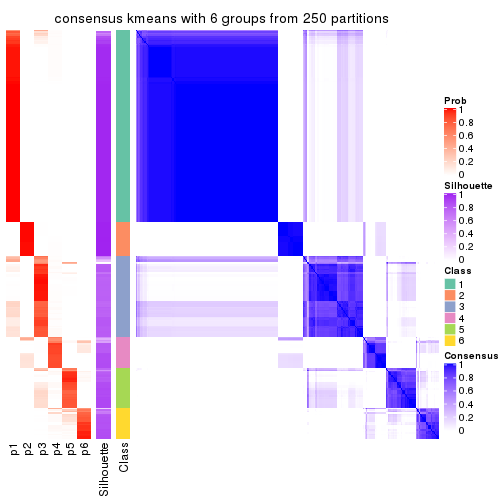 consensus kmeans with 6 groups from 250 partitions
Prob
1
0.8
0.6
0.4
0.2
0
Silhouette
1
0.8
0.6
0.4
0.2
0
Class
1
2
3
4
5
6
Consensus
1
0.8
0.6
0.4
0.2
0
p1
p2
p3
p4
p5
p6
Silhouette
Class